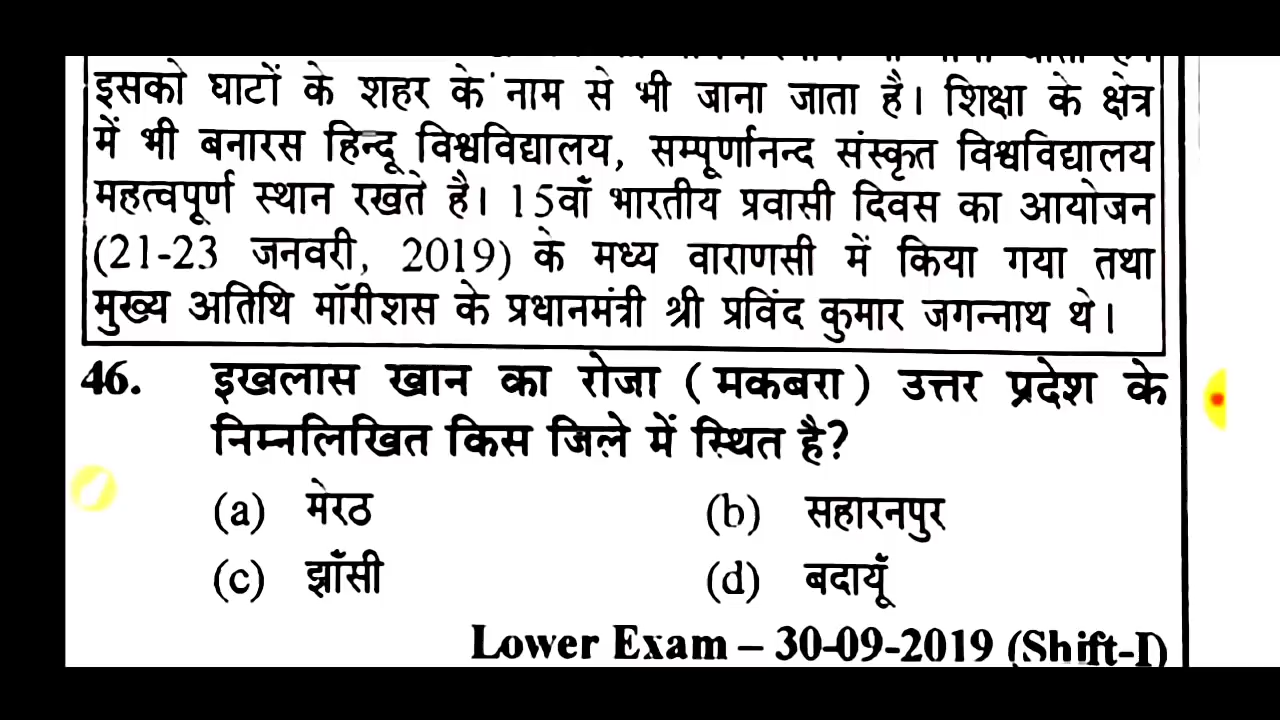 इसको घाटों के शहर के नाम से भी जाना जाता है। शिक्षा के क्षेत्र
में भी बनारस हिन्दू विश्वविद्यालय, सम्पूर्णानन्द संस्कृत विश्वविद्यालय
महत्वपूर्ण स्थान रखते है। 15वाँ भारतीय प्रवासी दिवस का आयोजन
(21-23 जनवरी, 2019) के मध्य वाराणसी में किया गया तथा
मुख्य अतिथि मॉरीशस के प्रधानमंत्री श्री प्रविंद कुमार जगन्नाथ थे।
46. इखलास खान का रोजा (मकबरा) उत्तर प्रदेश के
निम्नलिखित किस जिले में स्थित है?
(a) मेरठ (b) सहारनपुर
(c) झाँसी (d) बदायूँ
Lower Exam – 30-09-2019 (Shift-I)